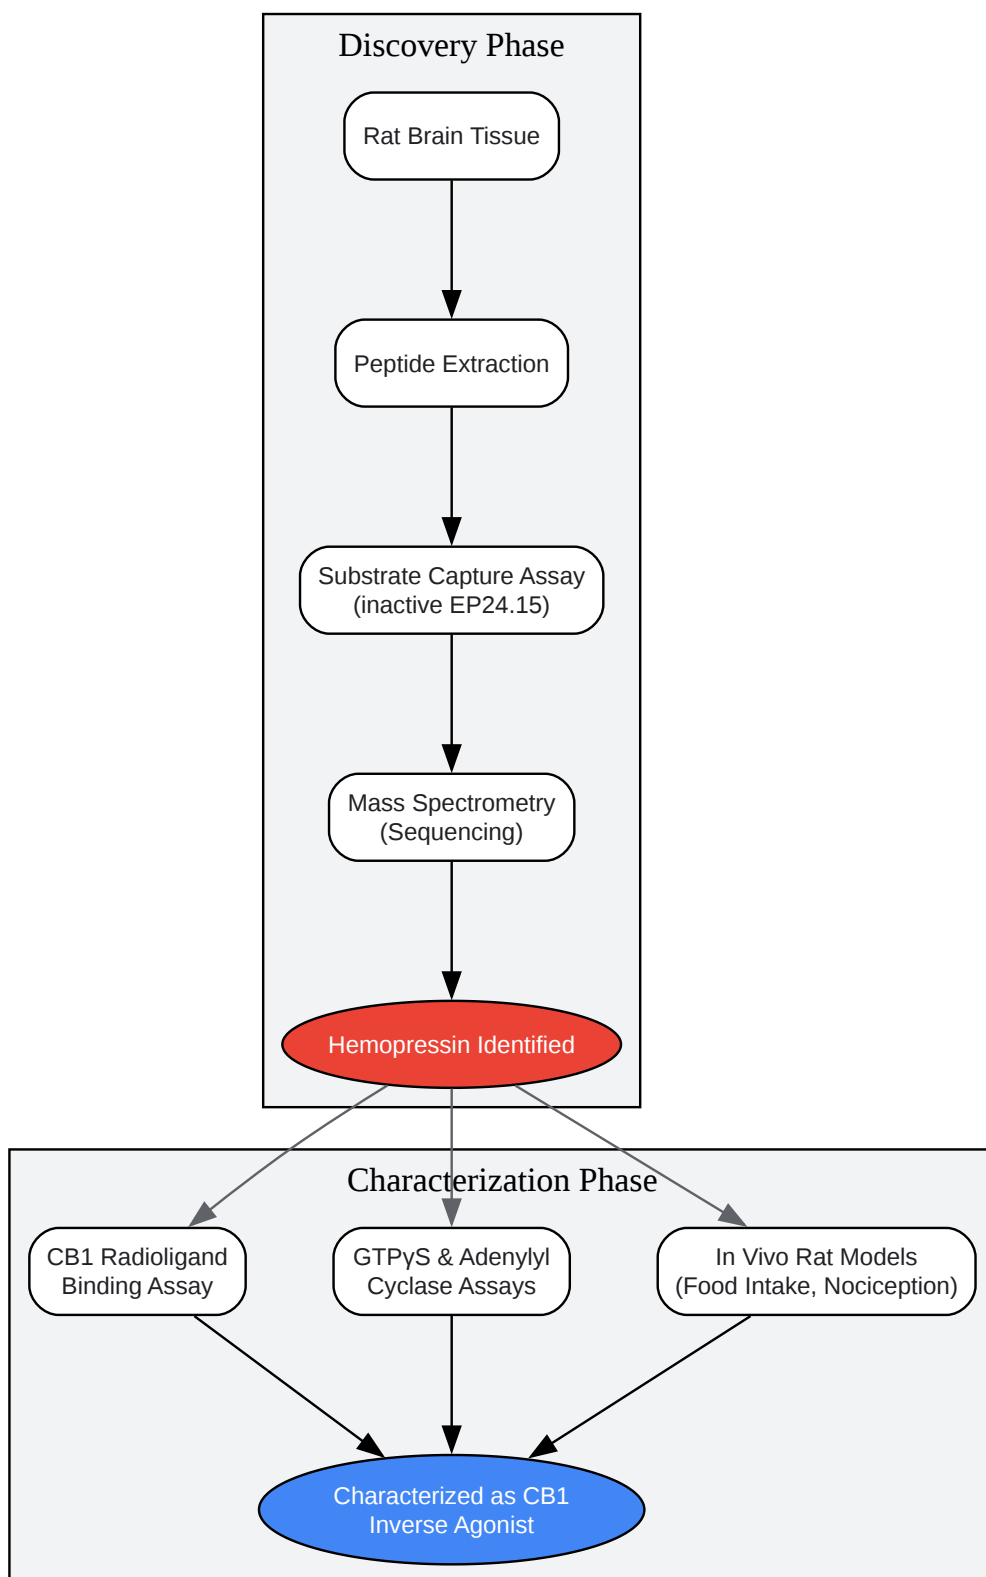 Discovery Phase
Rat Brain Tissue
Peptide Extraction
Substrate Capture Assay
(inactive EP24.15)
Mass Spectrometry
(Sequencing)
Hemopressin Identified
Characterization Phase
CB1 Radioligand
Binding Assay
GTPγS & Adenylyl
Cyclase Assays
In Vivo Rat Models
(Food Intake, Nociception)
Characterized as CB1
Inverse Agonist